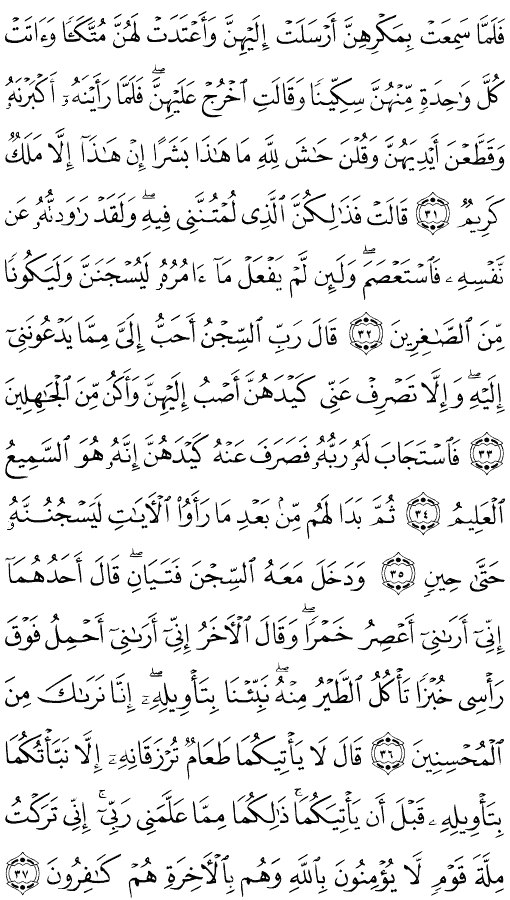 فَلَمَّا سَمِعَتْ بِمَكْرِهِنَّ أَرْسَلَتْ إِلَيْهِنَّ وَأَعْتَدَتْ لَهُنَّ مُتَّكَـًٔا وَءَاتَتْ
كُلَّ وَٰحِدَةٍ مِّنْهُنَّ سِكِّينًا وَقَالَتِ ٱخْرُجْ عَلَيْهِنَّ ۖ فَلَمَّا رَأَيْنَهُۥٓ أَكْبَرْنَهُۥ
وَقَطَّعْنَ أَيْدِيَهُنَّ وَقُلْنَ حَٰشَ لِلَّهِ مَا هَٰذَا بَشَرًا إِنْ هَٰذَآ إِلَّا مَلَكٌ
كَرِيمٌ ٣١ قَالَتْ فَذَٰلِكُنَّ ٱلَّذِى لُمْتُنَّنِى فِيهِ ۖ وَلَقَدْ رَٰوَدتُّهُۥ عَن
نَّفْسِهِۦ فَٱسْتَعْصَمَ ۖ وَلَئِن لَّمْ يَفْعَلْ مَآ ءَامُرُهُۥ لَيُسْجَنَنَّ وَلَيَكُونًا
مِّنَ ٱلصَّٰغِرِينَ ٣٢ قَالَ رَبِّ ٱلسِّجْنُ أَحَبُّ إِلَىَّ مِمَّا يَدْعُونَنِىٓ
إِلَيْهِ ۖ وَإِلَّا تَصْرِفْ عَنِّى كَيْدَهُنَّ أَصْبُ إِلَيْهِنَّ وَأَكُن مِّنَ ٱلْجَٰهِلِينَ
٣٣ فَٱسْتَجَابَ لَهُۥ رَبُّهُۥ فَصَرَفَ عَنْهُ كَيْدَهُنَّ إِنَّهُۥ هُوَ ٱلسَّمِيعُ
ٱلْعَلِيمُ ٣٤ ثُمَّ بَدَا لَهُم مِّنۢ بَعْدِ مَا رَأَوُا۟ ٱلْـَٔايَٰتِ لَيَسْجُنُنَّهُۥ
حَتَّىٰ حِينٍ ٣٥ وَدَخَلَ مَعَهُ ٱلسِّجْنَ فَتَيَانِ ۖ قَالَ أَحَدُهُمَآ
إِنِّىٓ أَرَىٰنِىٓ أَعْصِرُ خَمْرًا ۖ وَقَالَ ٱلْـَٔاخَرُ إِنِّىٓ أَرَىٰنِىٓ أَحْمِلُ فَوْقَ
رَأْسِى خُبْزًا تَأْكُلُ ٱلطَّيْرُ مِنْهُ ۖ نَبِّئْنَا بِتَأْوِيلِهِۦٓ ۖ إِنَّا نَرَىٰكَ مِنَ
ٱلْمُحْسِنِينَ ٣٦ قَالَ لَا يَأْتِيكُمَا طَعَامٌ تُرْزَقَانِهِۦٓ إِلَّا نَبَّأْتُكُمَا
بِتَأْوِيلِهِۦ قَبْلَ أَن يَأْتِيَكُمَا ۚ ذَٰلِكُمَا مِمَّا عَلَّمَنِى رَبِّىٓ ۚ إِنِّى تَرَكْتُ
مِلَّةَ قَوْمٍ لَّا يُؤْمِنُونَ بِٱللَّهِ وَهُم بِٱلْـَٔاخِرَةِ هُمْ كَٰفِرُونَ ٣٧